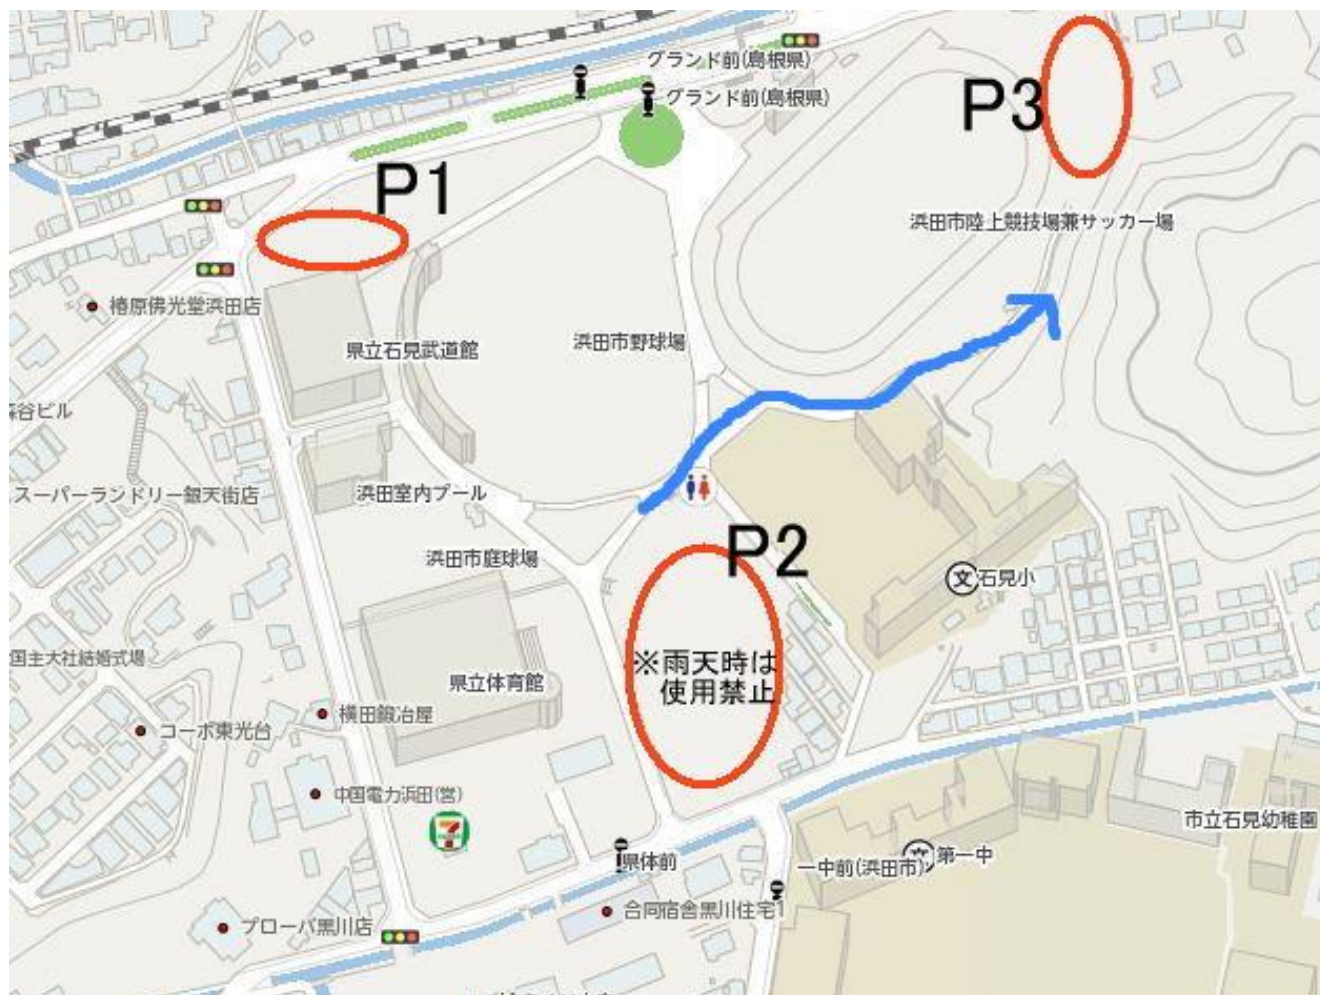 グランド前(島根県)
グランド前(島根県)
P3
P1
浜田市陸上競技場兼サッカー場
椿原佛光堂浜田店
浜田市野球場
県立石見武道館
谷ビル
スーパーランドリー銀天街店
浜田室内プール
P2
浜田市庭球場
石見小
文
国主大社結婚式場
※雨天時は
使用禁止
県立体育館
横田鍛冶屋
コーポ東光台
中国電力浜田(営)
7
市立石見幼稚園
県体前
第一中
一中前(浜田市)
合同宿舎黒川住宅1
プローバ黒川店